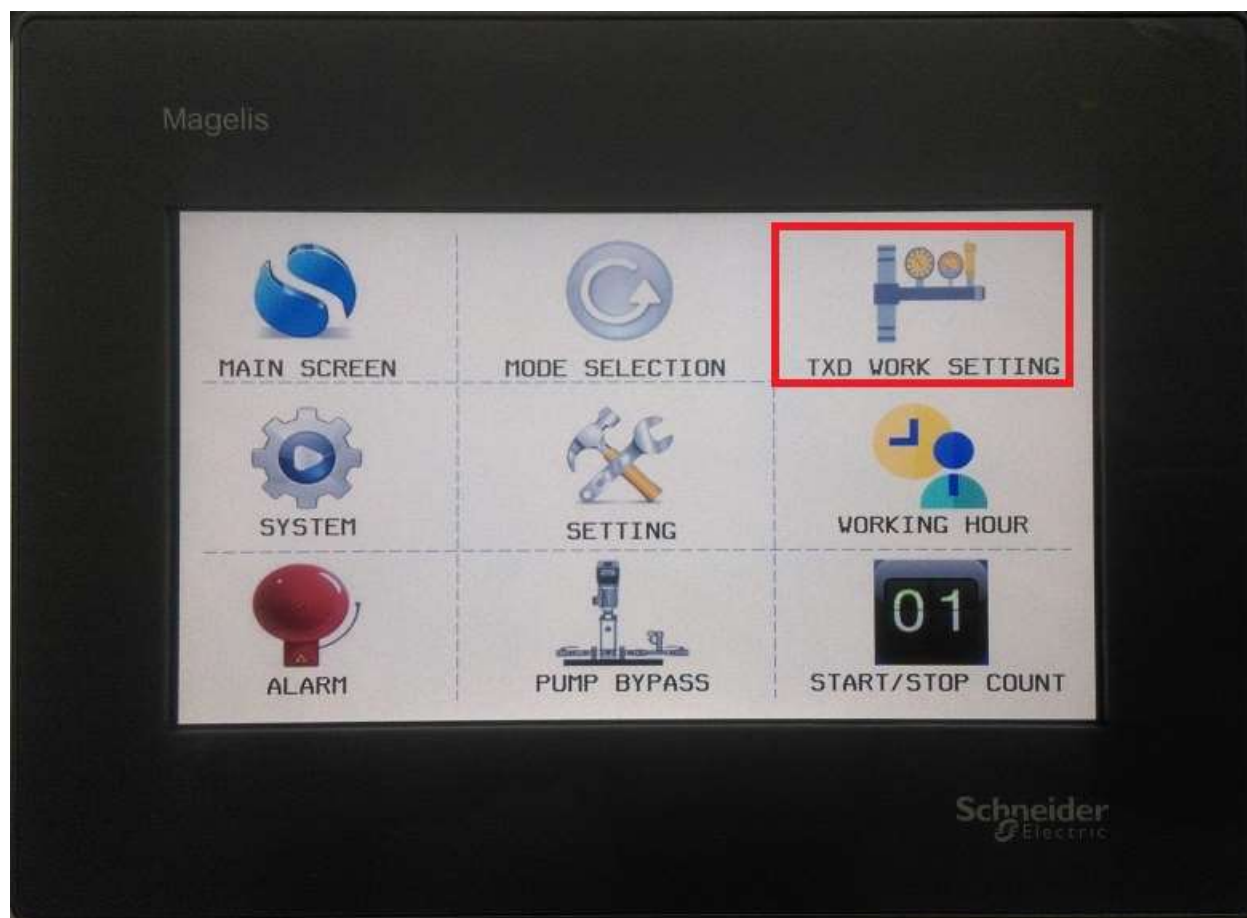 Magelis
MAIN SCREEN
MODE SELECTION
TXD WORK SETTING
SYSTEM
SETTING
WORKING HOUR
01
ALARM
PUMP BYPASS
START/STOP COUNT
Schneider
Electric